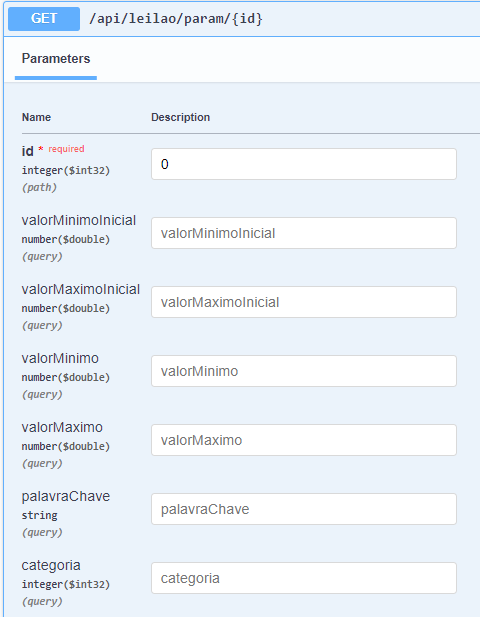 GET /api/leilao/param/{id}
Parameters
Name Description
id * required
integer($int32) 0
(path)
valorMinimoInicial
number($double) valorMinimoInicial
(query)
valorMaximoInicial
number($double) valorMaximoInicial
(query)
valorMinimo
number($double) valorMinimo
(query)
valorMaximo
number($double) valorMaximo
(query)
palavraChave
string palavraChave
(query)
categoria
integer($int32) categoria
(query)